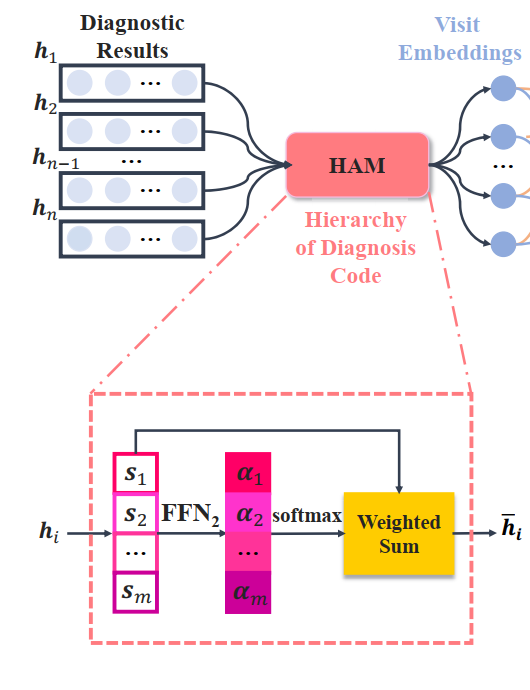 Diagnostic
Results
Visit
Embeddings
h₁
...
h₂
...
...
hₙ₋₁
...
hₙ
...
HAM
...
Hierarchy
of Diagnosis
Code
s₁
α₁
s₂
FFN₂
α₂
softmax
Weighted
Sum
hᵢ
h̅ᵢ
...
...
sₘ
αₘ